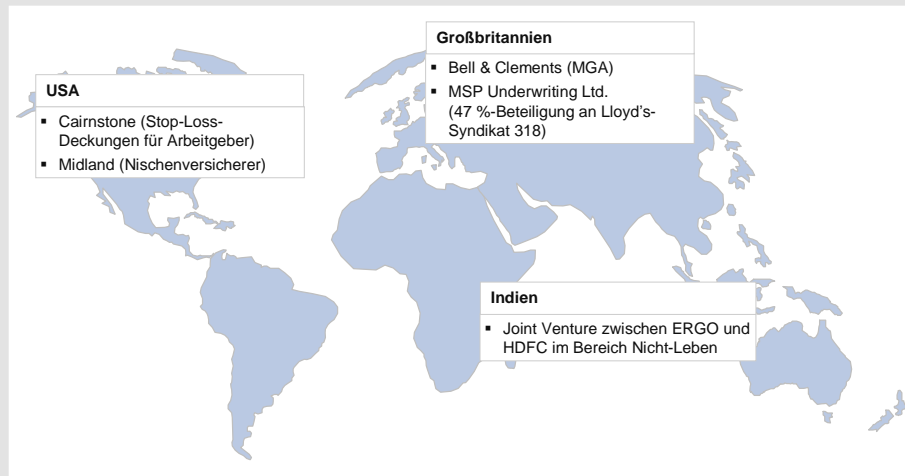 USA
▪ Cairnstone (Stop-Loss-
Deckungen für Arbeitgeber)
▪ Midland (Nischenversicherer)
Großbritannien
▪ Bell & Clements (MGA)
▪ MSP Underwriting Ltd.
(47 %-Beteiligung an Lloyd's-
Syndikat 318)
Indien
▪ Joint Venture zwischen ERGO und
HDFC im Bereich Nicht-Leben